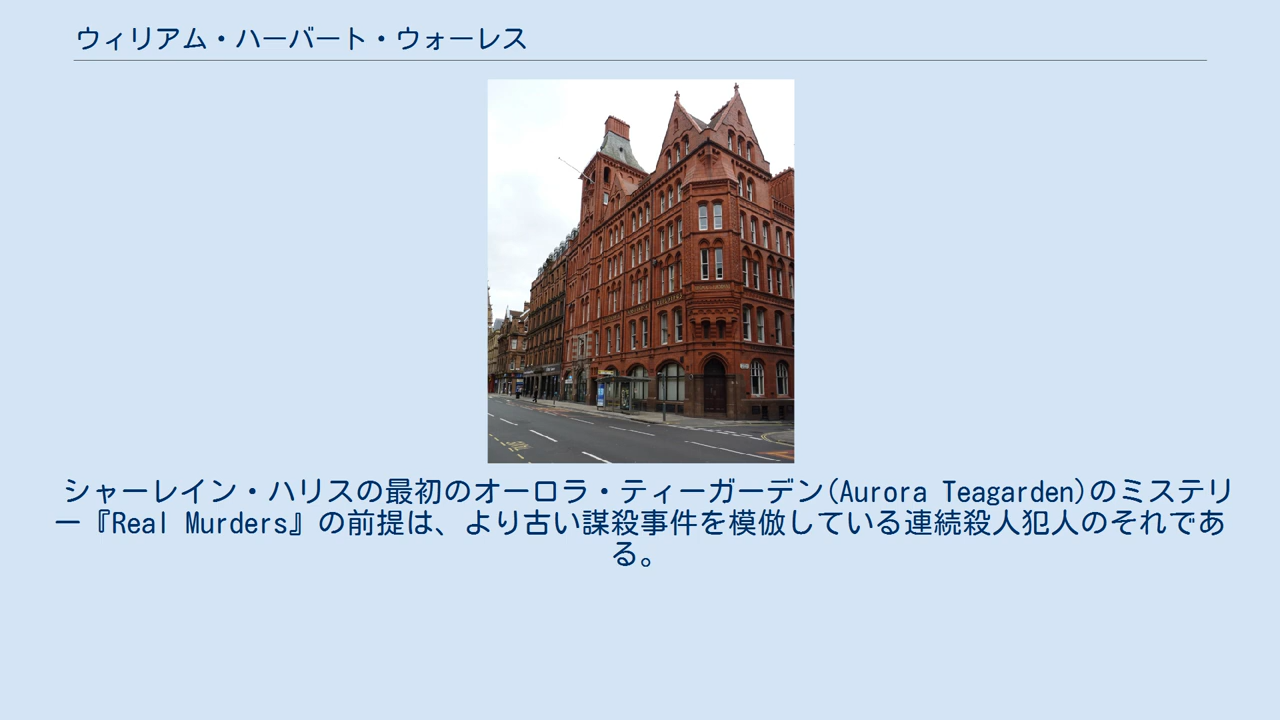 ウィリアム・ハーバート・ウォーレス
シャーレイン・ハリスの最初のオーロラ・ティーガーデン(Aurora Teagarden)のミステリ
ー『Real Murders』の前提は、より古い謀殺事件を模倣している連続殺人犯人のそれであ
る。